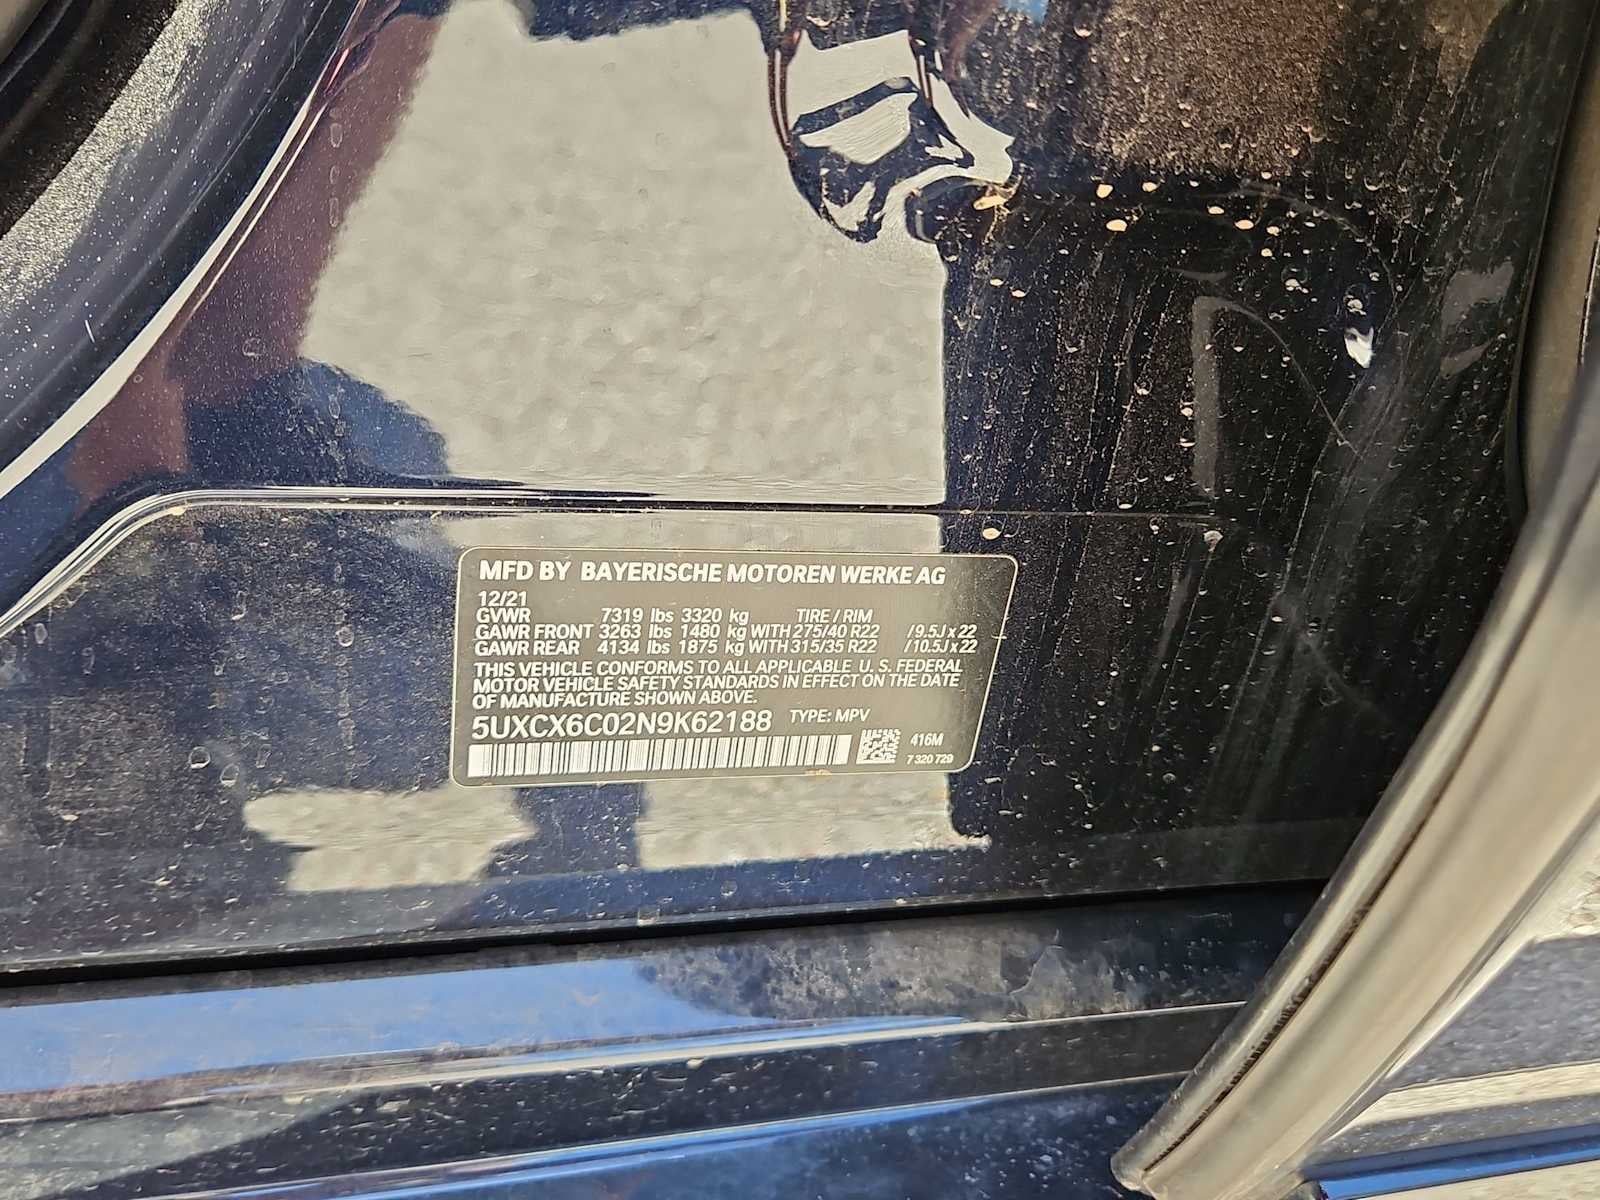 MFD BY BAYERISCHE MOTOREN WERKE AG
12/21
GVWR 7319 lbs 3320 kg TIRE / RIM
GAWR FRONT 3263 lbs 1480 kg WITH 275/40 R22 / 9.5J x 22
GAWR REAR 4134 lbs 1875 kg WITH 315/35 R22 / 10.5J x 22
THIS VEHICLE CONFORMS TO ALL APPLICABLE U. S. FEDERAL
MOTOR VEHICLE SAFETY STANDARDS IN EFFECT ON THE DATE
OF MANUFACTURE SHOWN ABOVE.
5UXCX6C02N9K62188 TYPE: MPV
416M
7 320 729